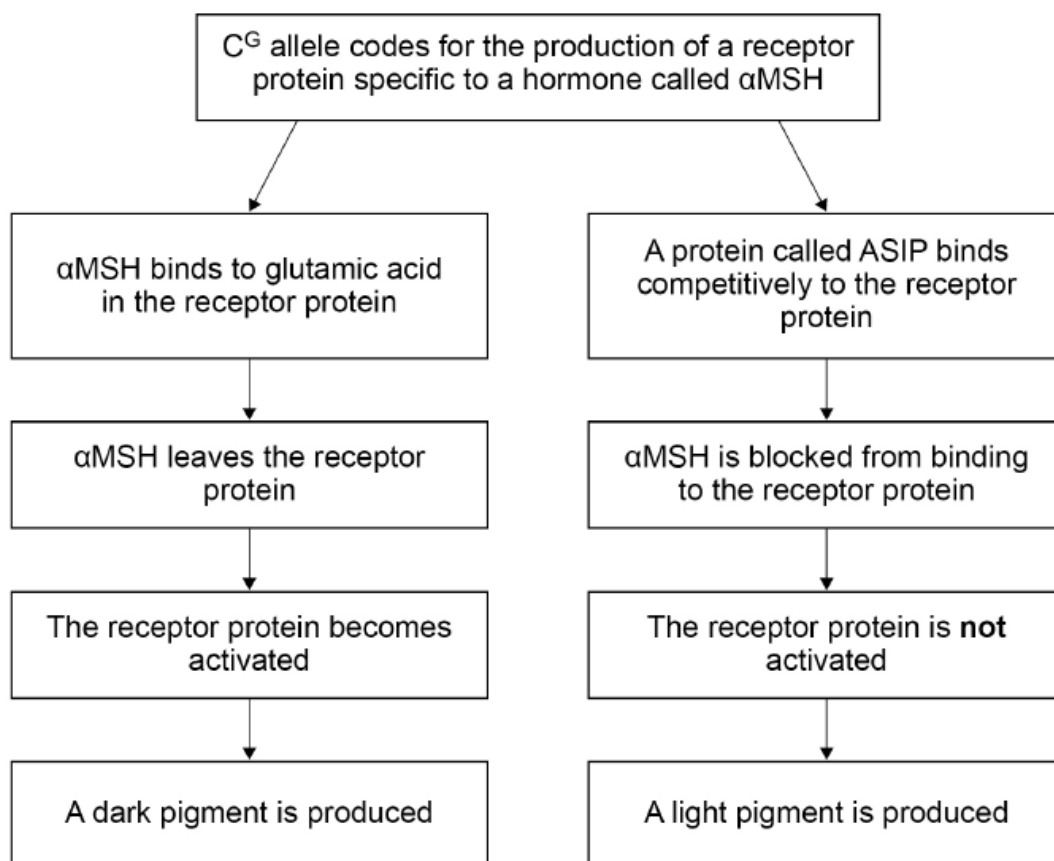 C^G allele codes for the production of a receptor
protein specific to a hormone called αMSH
αMSH binds to glutamic acid
in the receptor protein
αMSH leaves the receptor
protein
The receptor protein becomes
activated
A dark pigment is produced
A protein called ASIP binds
competitively to the receptor
protein
αMSH is blocked from binding
to the receptor protein
The receptor protein is not
activated
A light pigment is produced